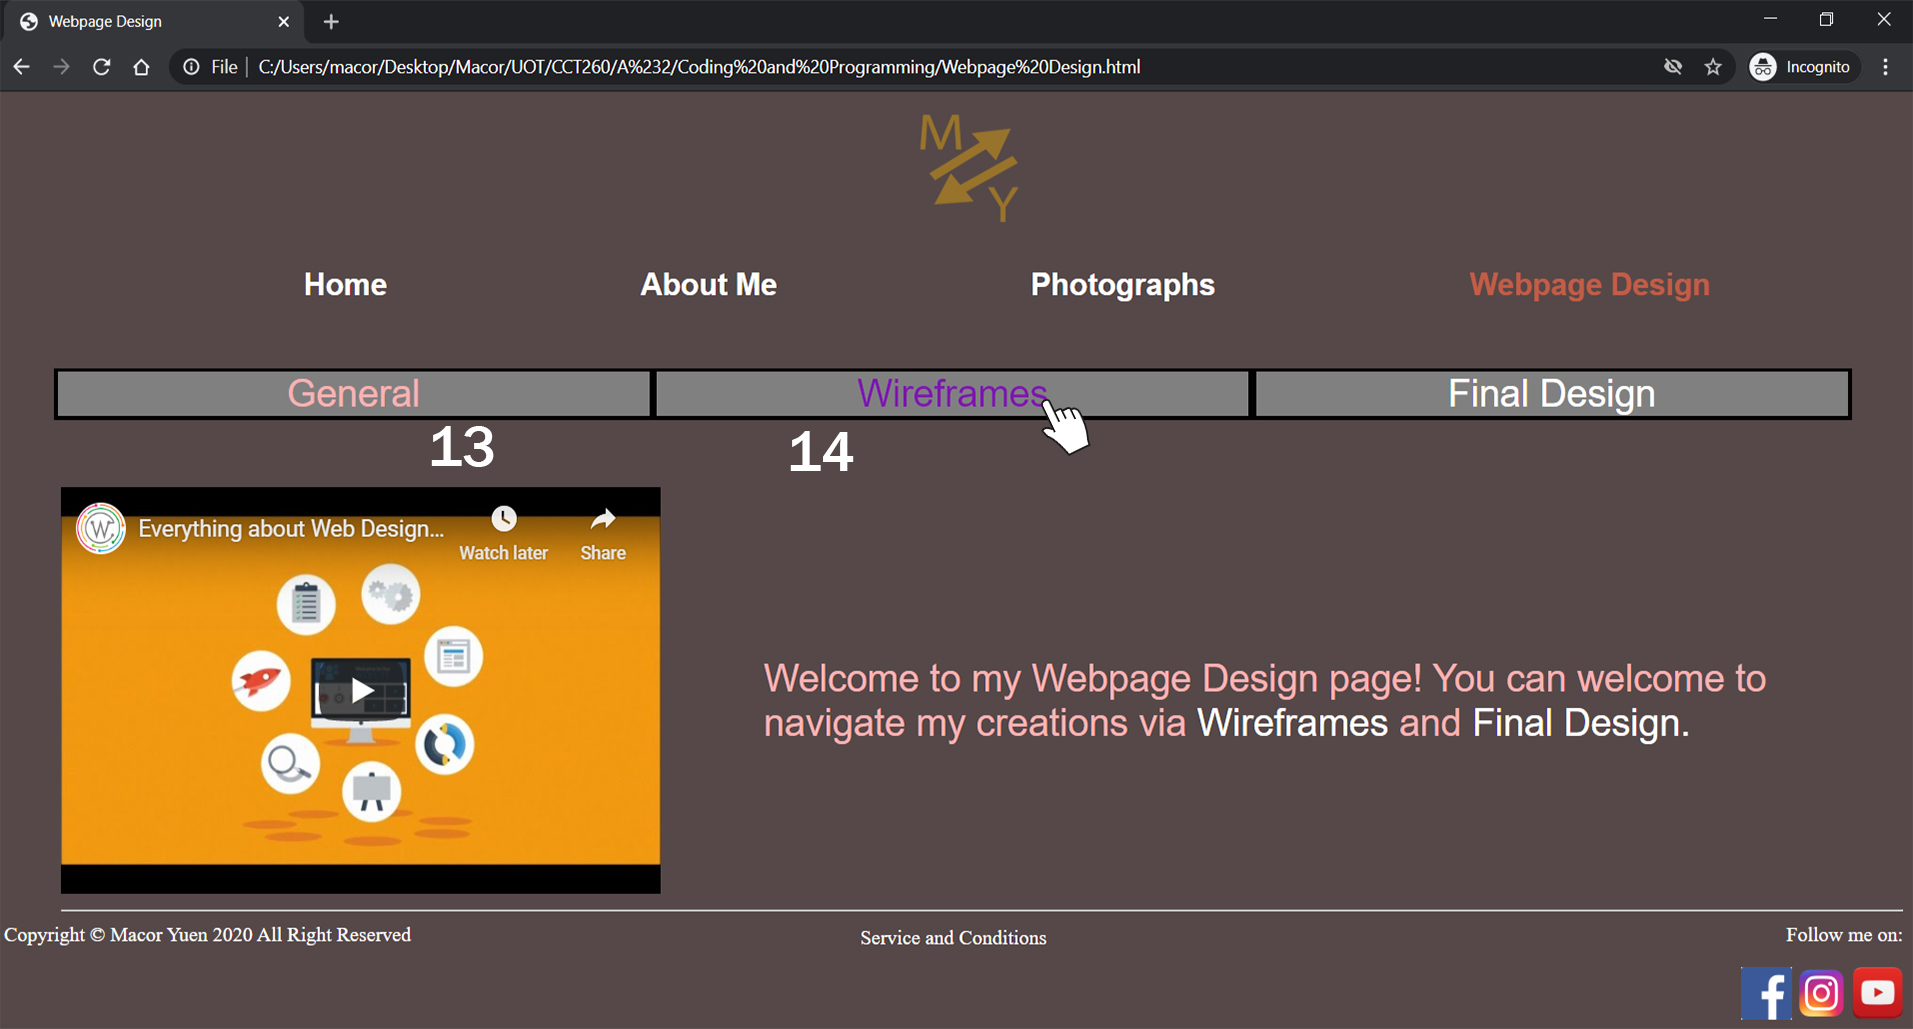 Webpage Design
File
C:/Users/macor/Desktop/Macor/UOT/CCT260/A%232/Coding%20and%20Programming/Webpage%20Design.html
Incognito
M
Y
Home
About Me
Photographs
Webpage Design
General
Wireframes
Final Design
13
14
W
Everything about Web Design...
Watch later
Share
Welcome to my Webpage Design page! You can welcome to
navigate my creations via Wireframes and Final Design.
Copyright © Macor Yuen 2020 All Right Reserved
Service and Conditions
Follow me on: